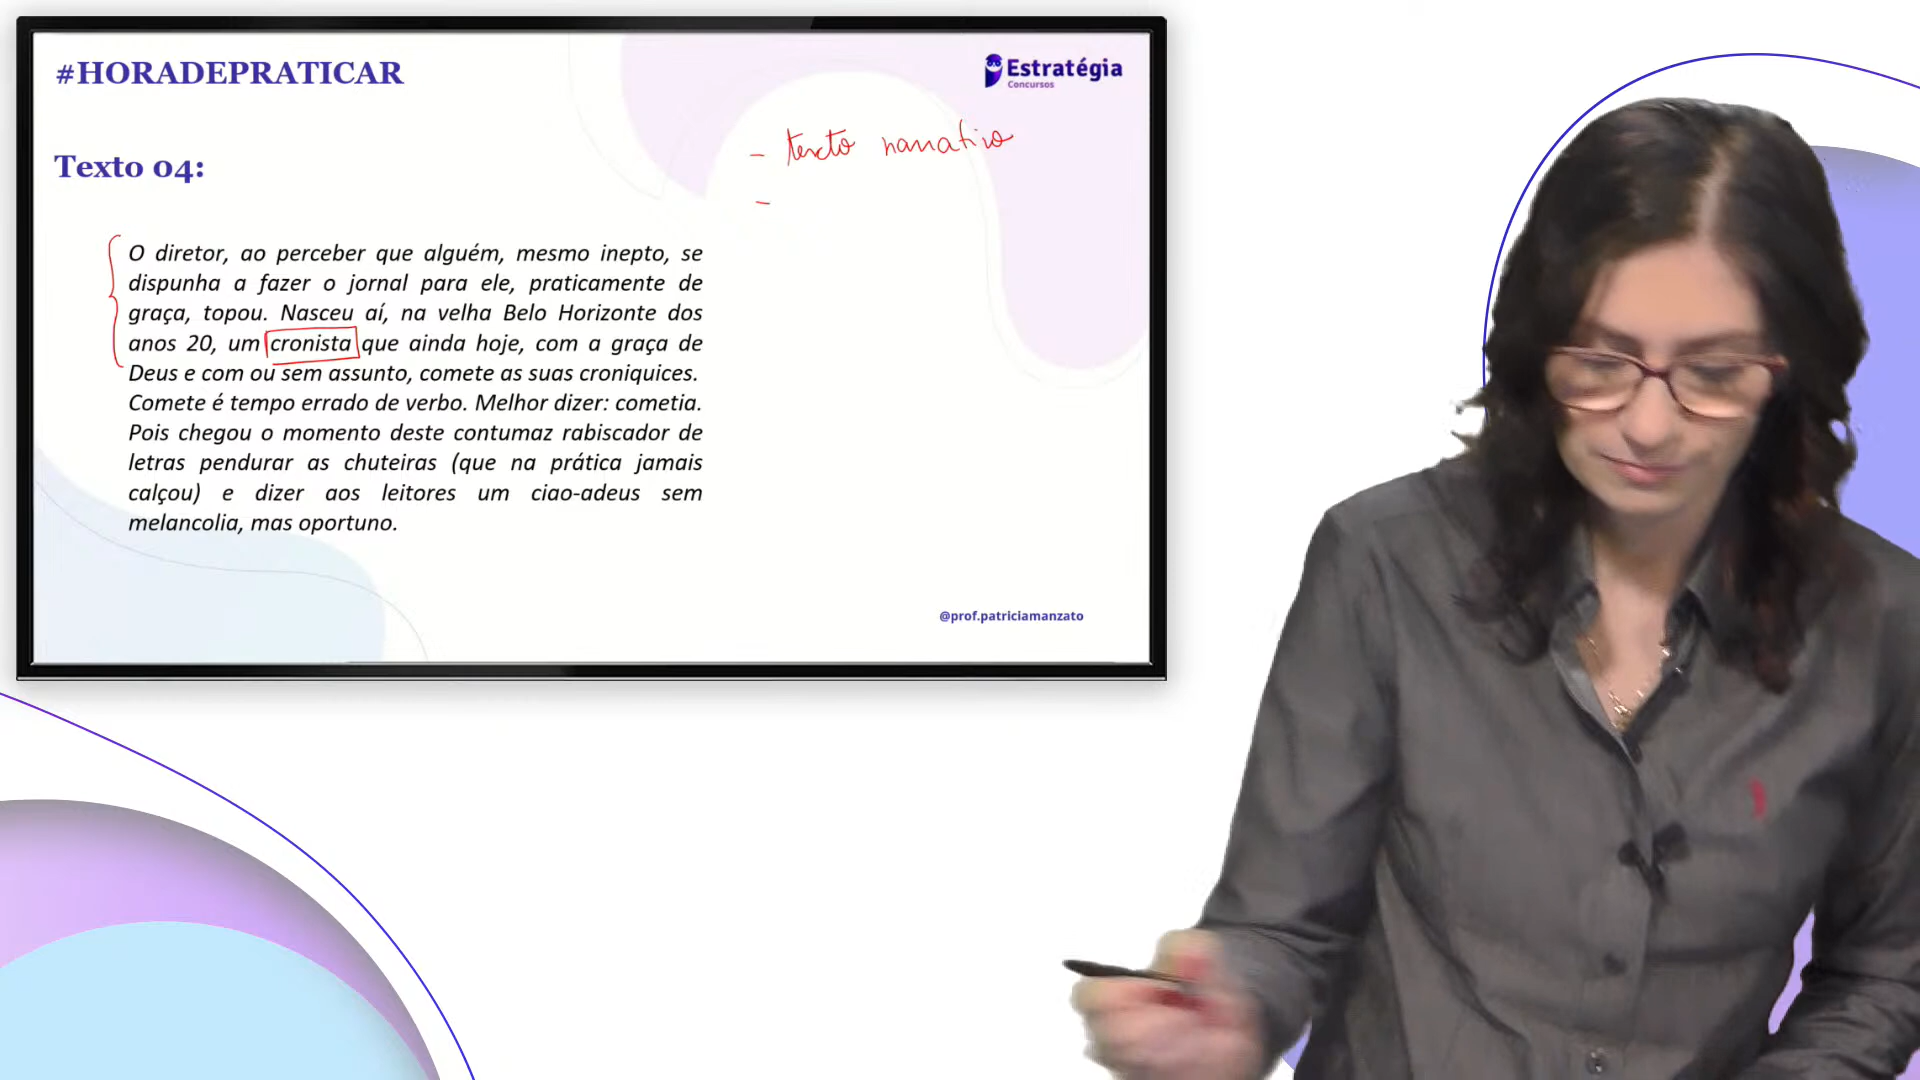 #HORADEPRATICAR
Estratégia
Concursos
- texto narrativo
-
Texto 04:
O diretor, ao perceber que alguém, mesmo inepto, se
dispunha a fazer o jornal para ele, praticamente de
graça, topou. Nasceu aí, na velha Belo Horizonte dos
anos 20, um cronista que ainda hoje, com a graça de
Deus e com ou sem assunto, comete as suas croniquices.
Comete é tempo errado de verbo. Melhor dizer: cometia.
Pois chegou o momento deste contumaz rabiscador de
letras pendurar as chuteiras (que na prática jamais
calçou) e dizer aos leitores um ciao-adeus sem
melancolia, mas oportuno.
@prof.patriciamanzato